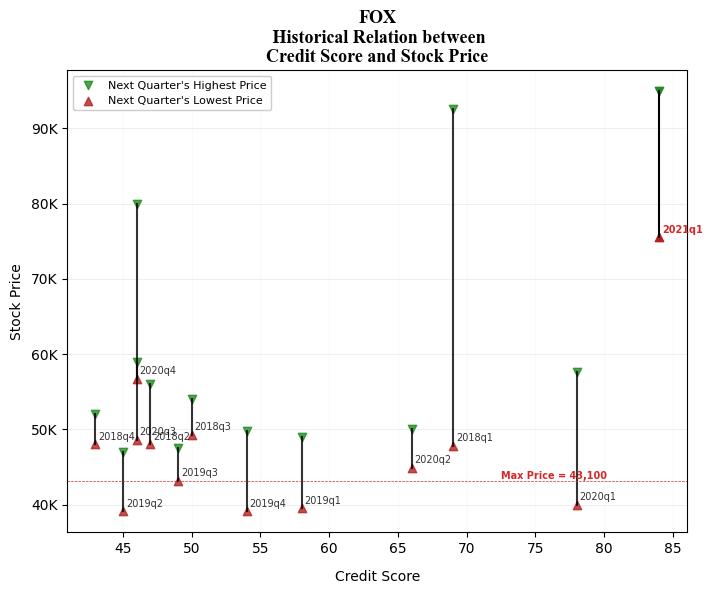 FOX
Historical Relation between
Credit Score and Stock Price
Next Quarter's Highest Price
Next Quarter's Lowest Price
90K
80K
70K
60K
50K
40K
Stock Price
2021q1
2020q4
2020q3
2018q4
2018q2
2018q3
2018q1
2020q2
2019q3
Max Price = 43,100
2019q2
2019q4
2019q1
2020q1
45
50
55
60
65
70
75
80
85
Credit Score